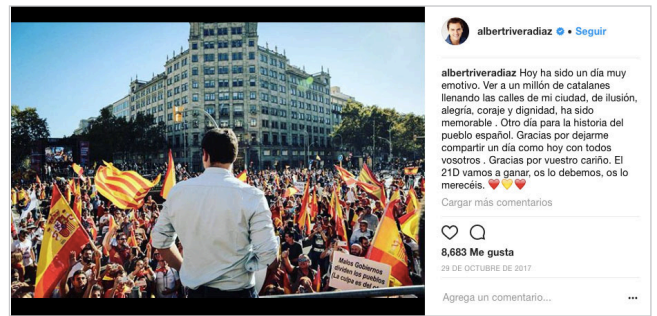 albertriveradiaz • Seguir
albertriveradiaz Hoy ha sido un día muy
emotivo. Ver a un millón de catalanes
llenando las calles de mi ciudad, de ilusión,
alegría, coraje y dignidad, ha sido
memorable . Otro día para la historia del
pueblo español. Gracias por dejarme
compartir un día como hoy con todos
vosotros . Gracias por vuestro cariño. El
21D vamos a ganar, os lo debemos, os lo
merecéis. ❤️💛❤️
Cargar más comentarios
8,683 Me gusta
29 DE OCTUBRE DE 2017
Agrega un comentario...
Malos Gobiernos
dividen los pueblos
(La culpa es del